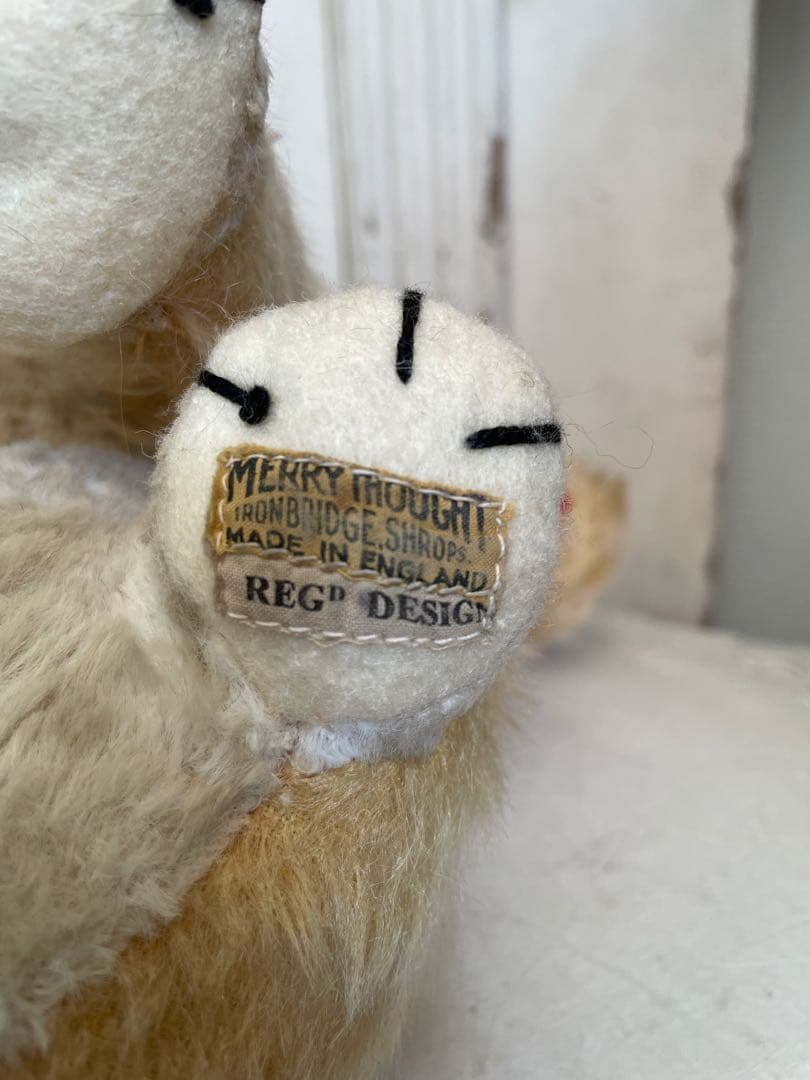 MERRYTHOUGHT
IRONBRIDGE, SHROPS.
MADE IN ENGLAND
REGD DESIGN